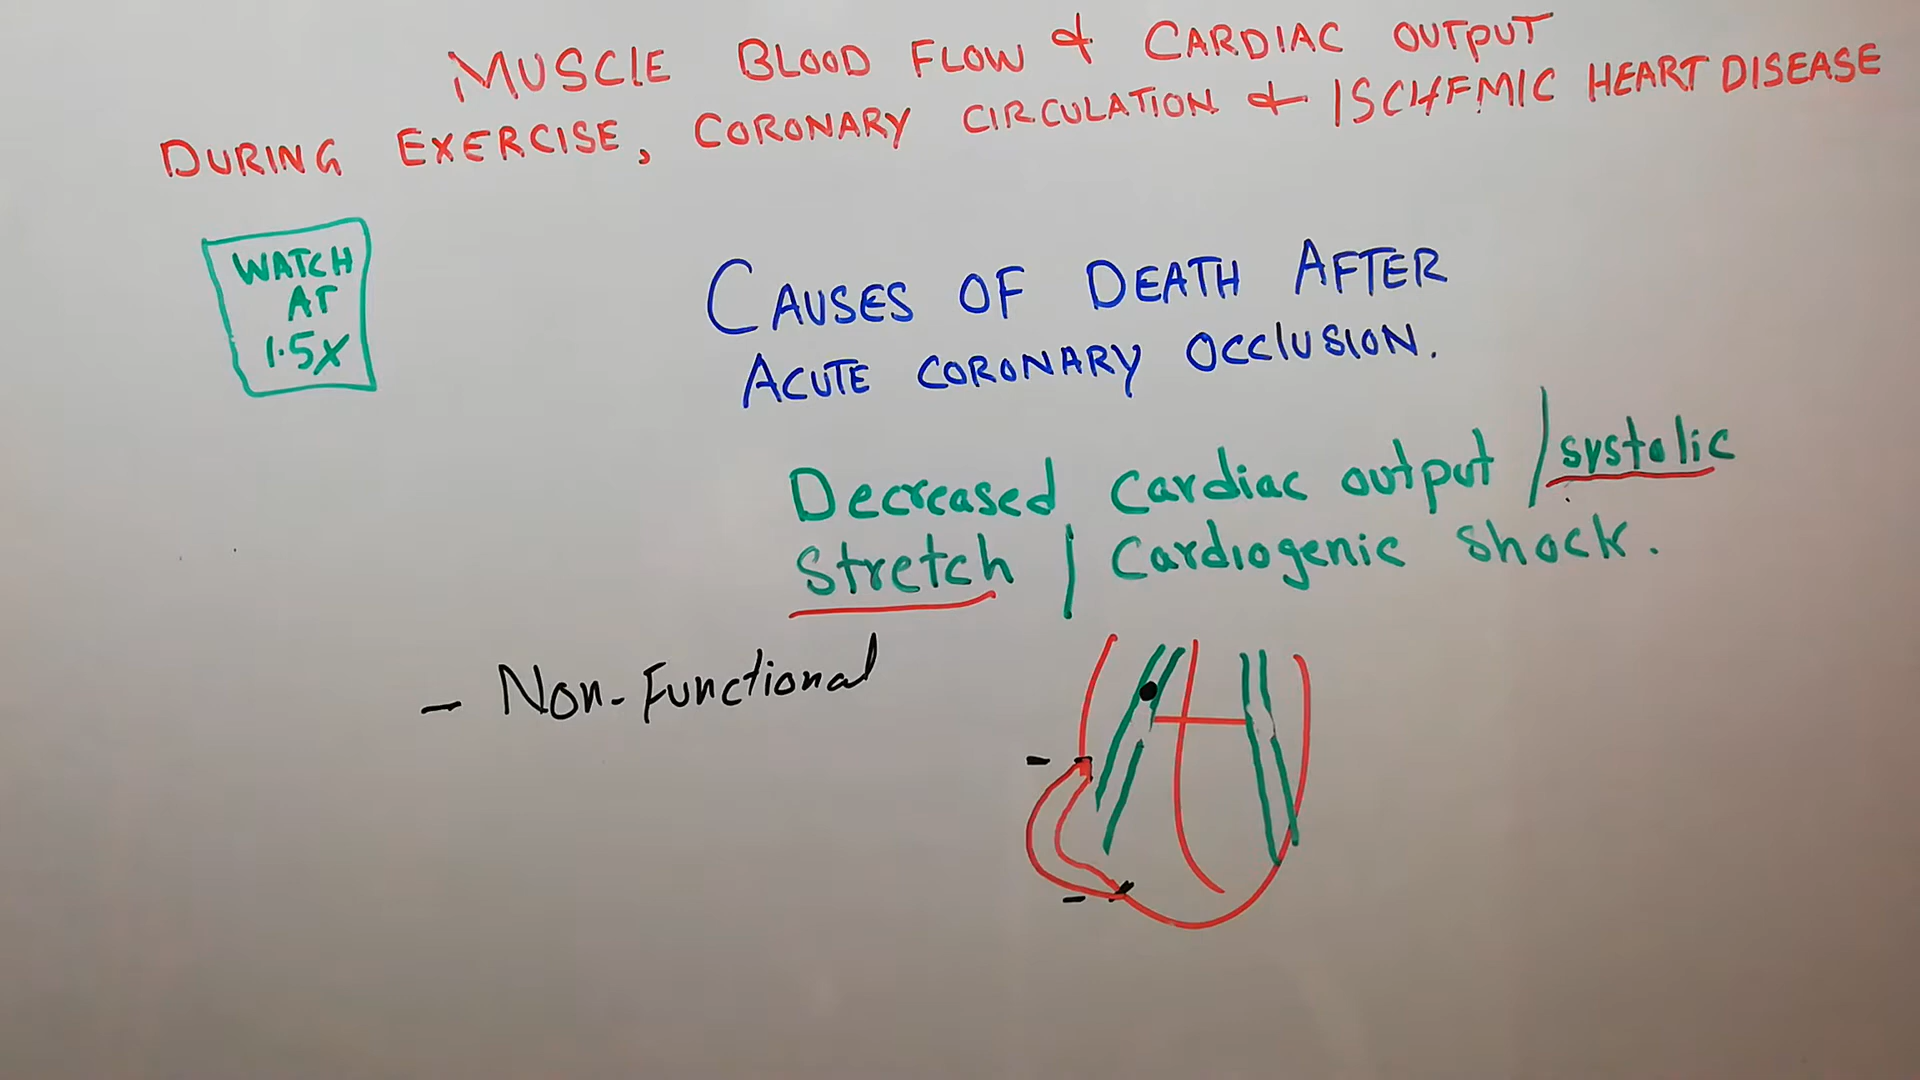 MUSCLE BLOOD FLOW & CARDIAC OUTPUT
DURING EXERCISE, CORONARY CIRCULATION & ISCHEMIC HEART DISEASE
WATCH
AT
1.5X
CAUSES OF DEATH AFTER
ACUTE CORONARY OCCLUSION.
Decreased cardiac output / systolic
stretch / cardiogenic shock.
- Non-Functional